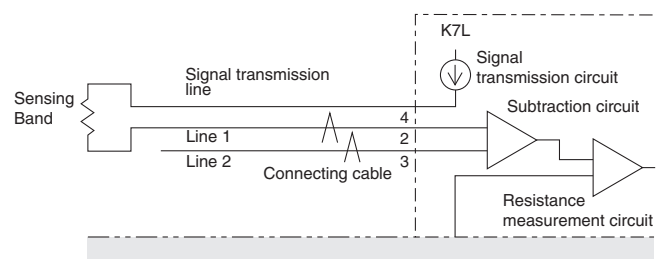 K7L
Signal
transmission circuit
Signal transmission
line
Sensing
Band
Subtraction circuit
4
Line 1
2
Line 2
3
Connecting cable
Resistance
measurement circuit